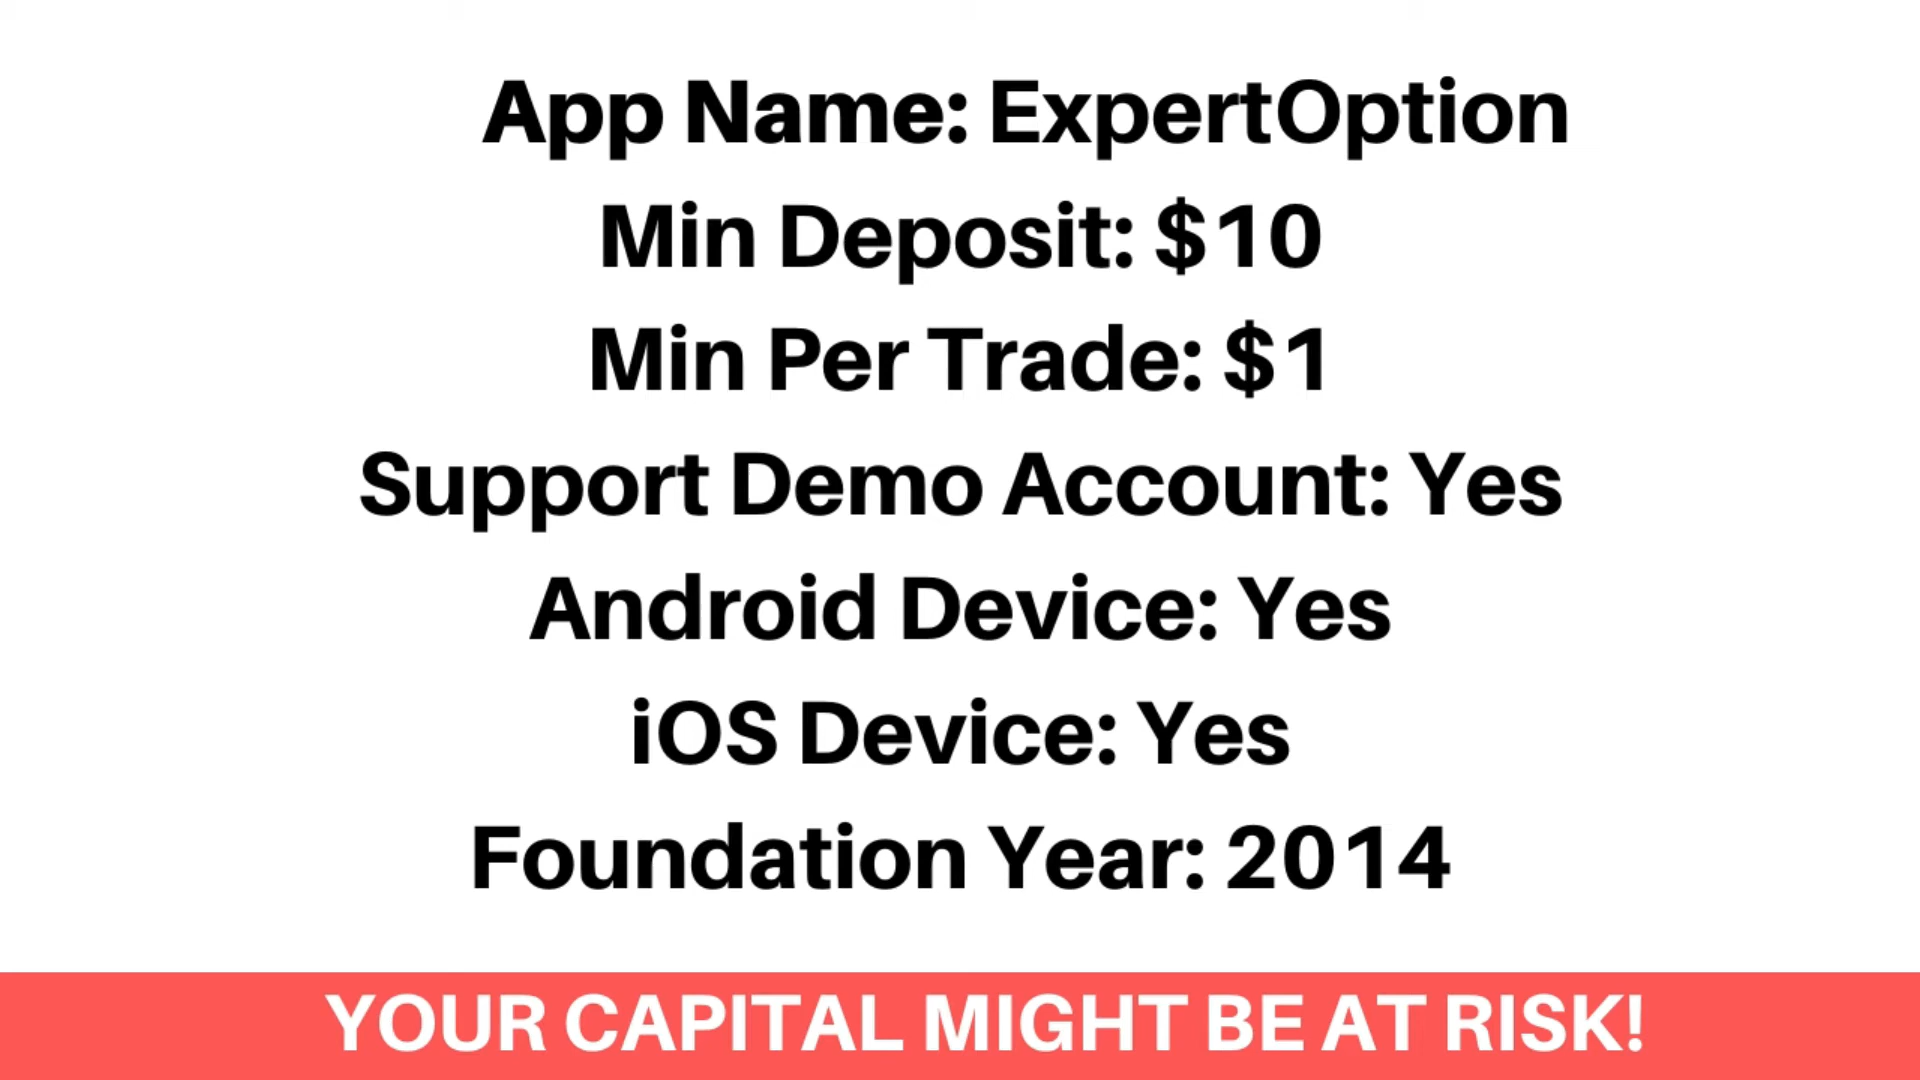 App Name: ExpertOption
Min Deposit: $10
Min Per Trade: $1
Support Demo Account: Yes
Android Device: Yes
iOS Device: Yes
Foundation Year: 2014
YOUR CAPITAL MIGHT BE AT RISK!